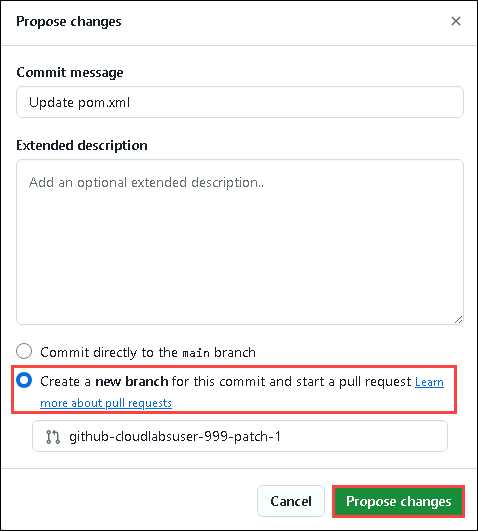 Propose changes
Commit message
Update pom.xml
Extended description
Add an optional extended description..
Commit directly to the main branch
Create a new branch for this commit and start a pull request Learn
more about pull requests
github-cloudlabsuser-999-patch-1
Cancel
Propose changes